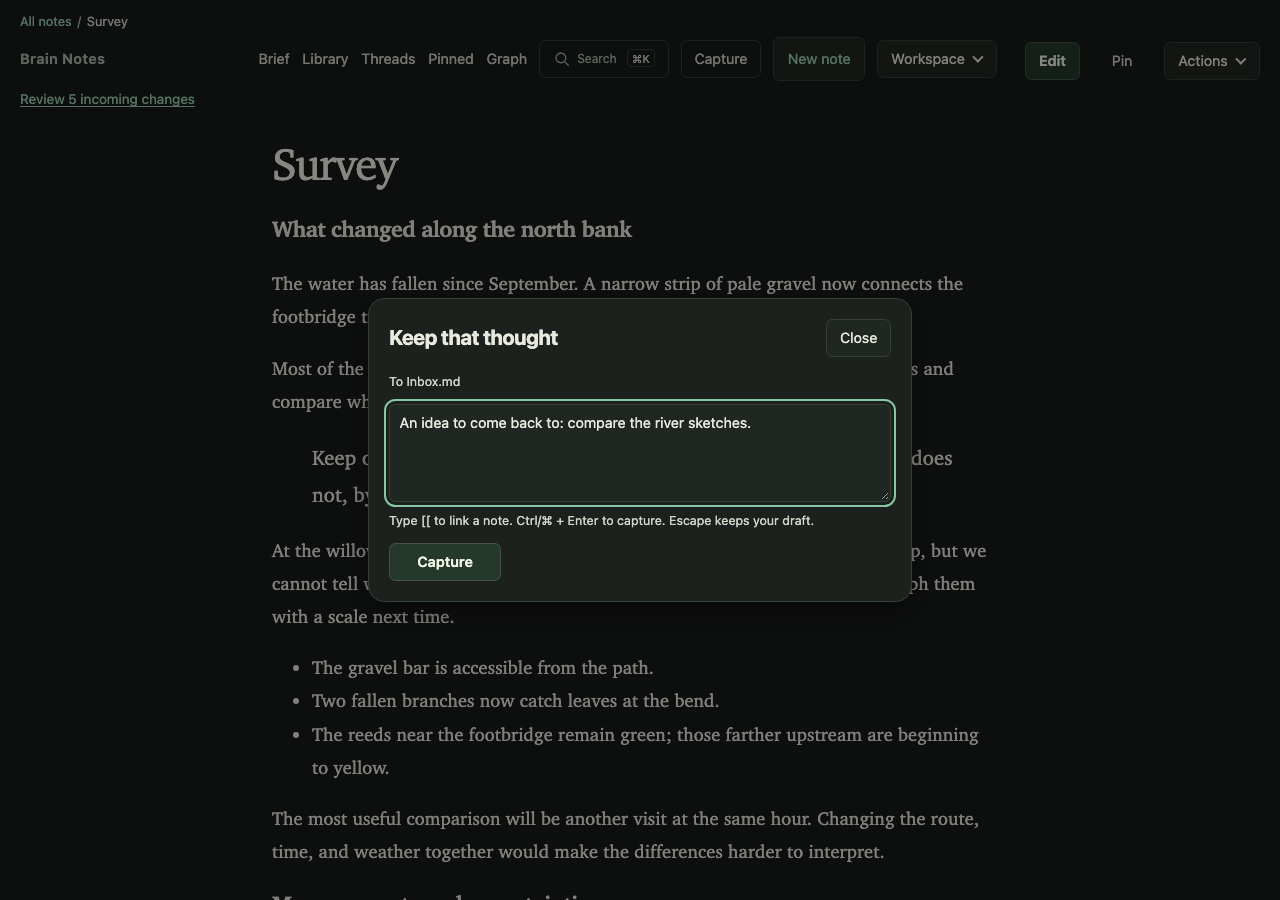 All notes / Survey
Brain Notes
Brief Library Threads Pinned Graph Search ⌘K Capture New note Workspace Edit Pin Actions
Review 5 incoming changes
Survey
What changed along the north bank
The water has fallen since September. A narrow strip of pale gravel now connects the
footbridge
Most of the s and
compare
Keep that thought
Close
To Inbox.md
An idea to come back to: compare the river sketches.
Type [[ to link a note. Ctrl/⌘ + Enter to capture. Escape keeps your draft.
Capture
Keep does
not,
At the but we
cannot tell them
with a scale next time.
• The gravel bar is accessible from the path.
• Two fallen branches now catch leaves at the bend.
• The reeds near the footbridge remain green; those farther upstream are beginning
to yellow.
The most useful comparison will be another visit at the same hour. Changing the route,
time, and weather together would make the differences harder to interpret.